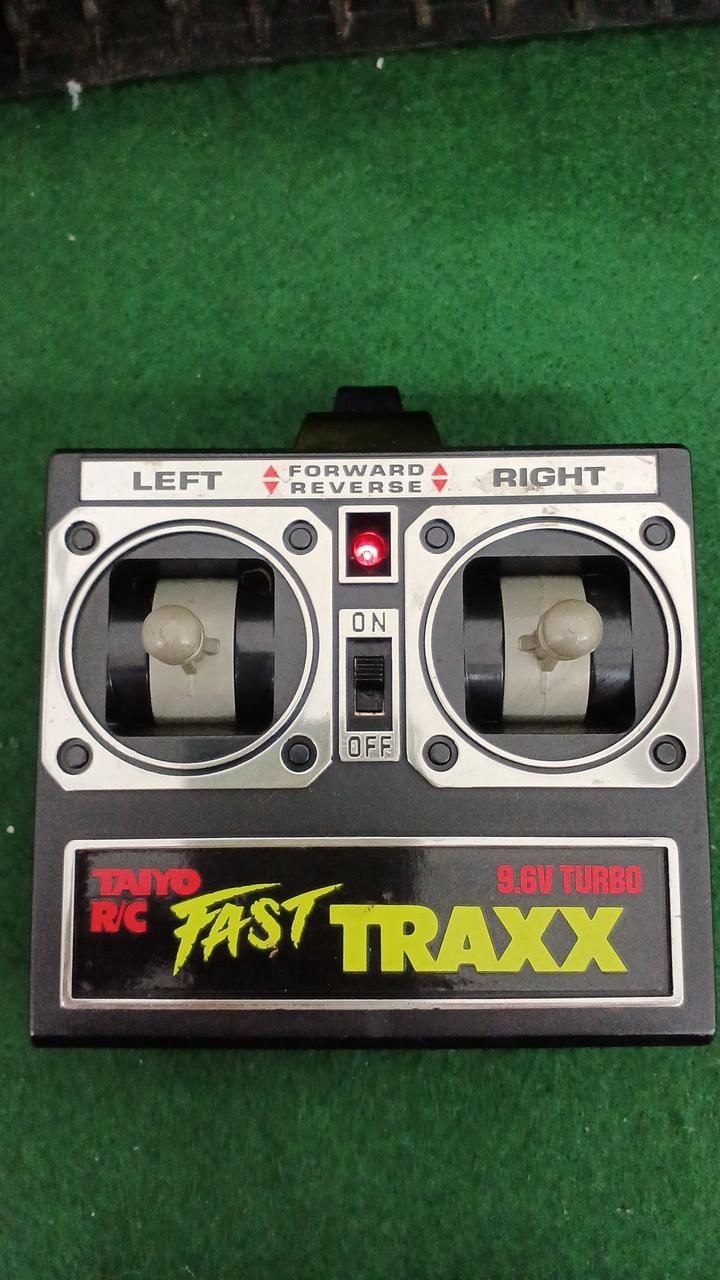 LEFT FORWARD RIGHT
REVERSE
ON
OFF
TAIYO 9.6V TURBO
R/C FAST TRAXX